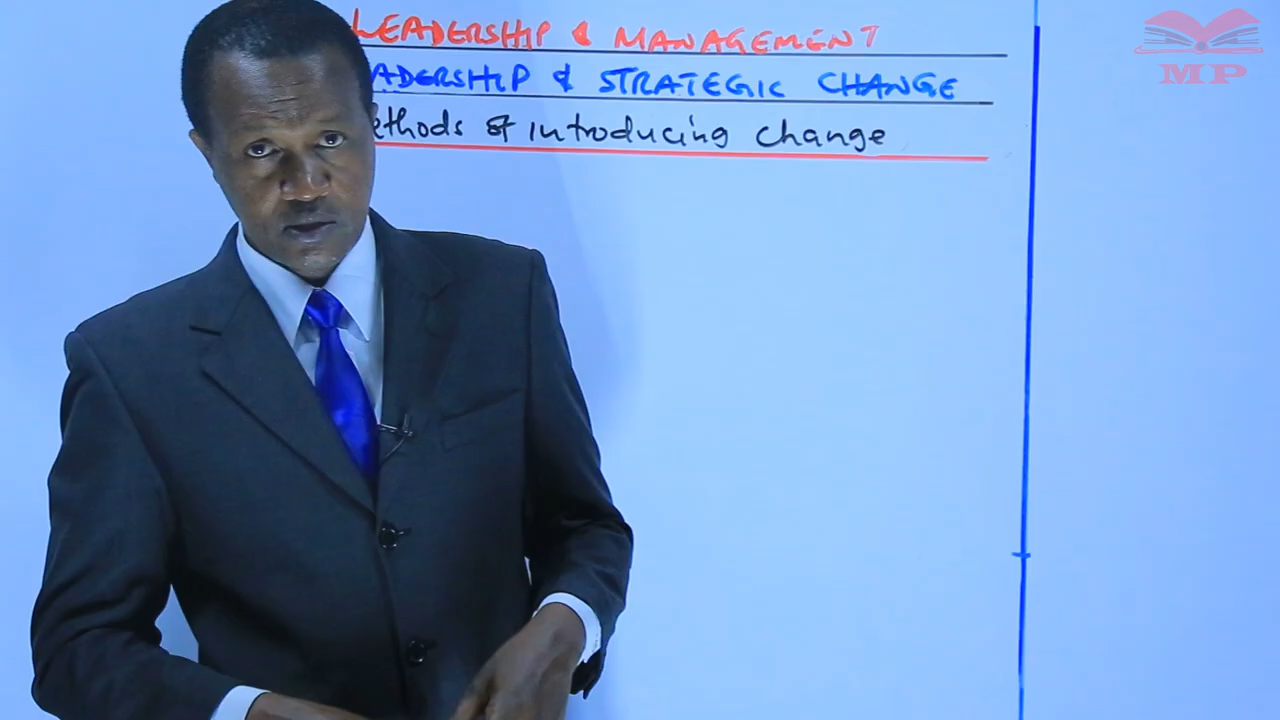 LEADERSHIP & MANAGEMENT
ADERSHIP & STRATEGIC CHANGE
ethods of introducing change
MP